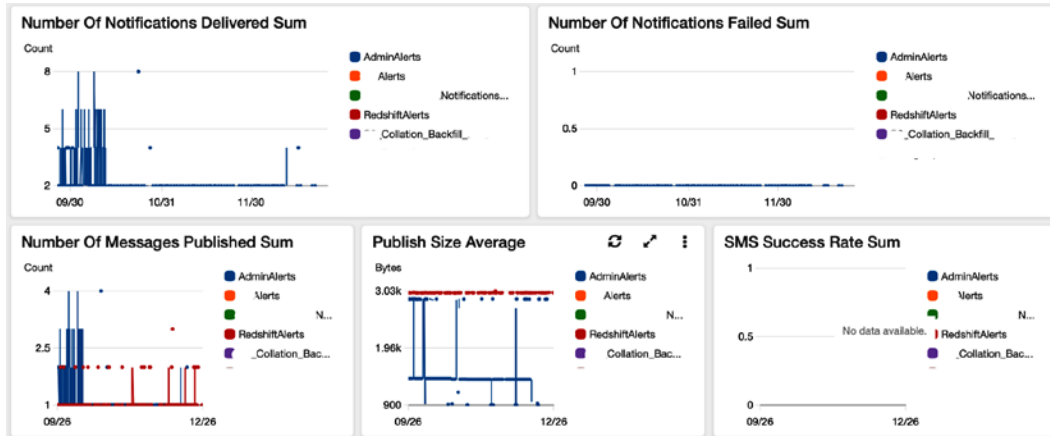 Number Of Notifications Delivered Sum
Count
8
5
2
09/30
10/31
11/30
AdminAlerts
Alerts
.Notifications...
RedshiftAlerts
_Collation_Backfill_
Number Of Notifications Failed Sum
Count
1
0.5
0
09/30
10/31
11/30
AdminAlerts
Alerts
.Notifications...
RedshiftAlerts
_Collation_Backfill_
Number Of Messages Published Sum
Count
4
2.5
1
09/26
12/26
AdminAlerts
Alerts
N...
RedshiftAlerts
_Collation_Bac...
Publish Size Average
Bytes
3.03k
1.96k
900
09/26
12/26
AdminAlerts
Alerts
N...
RedshiftAlerts
Collation_Bac...
SMS Success Rate Sum
1
0.5
0
09/26
12/26
No data available.
AdminAlerts
Alerts
N...
RedshiftAlerts
_Collation_Bac...